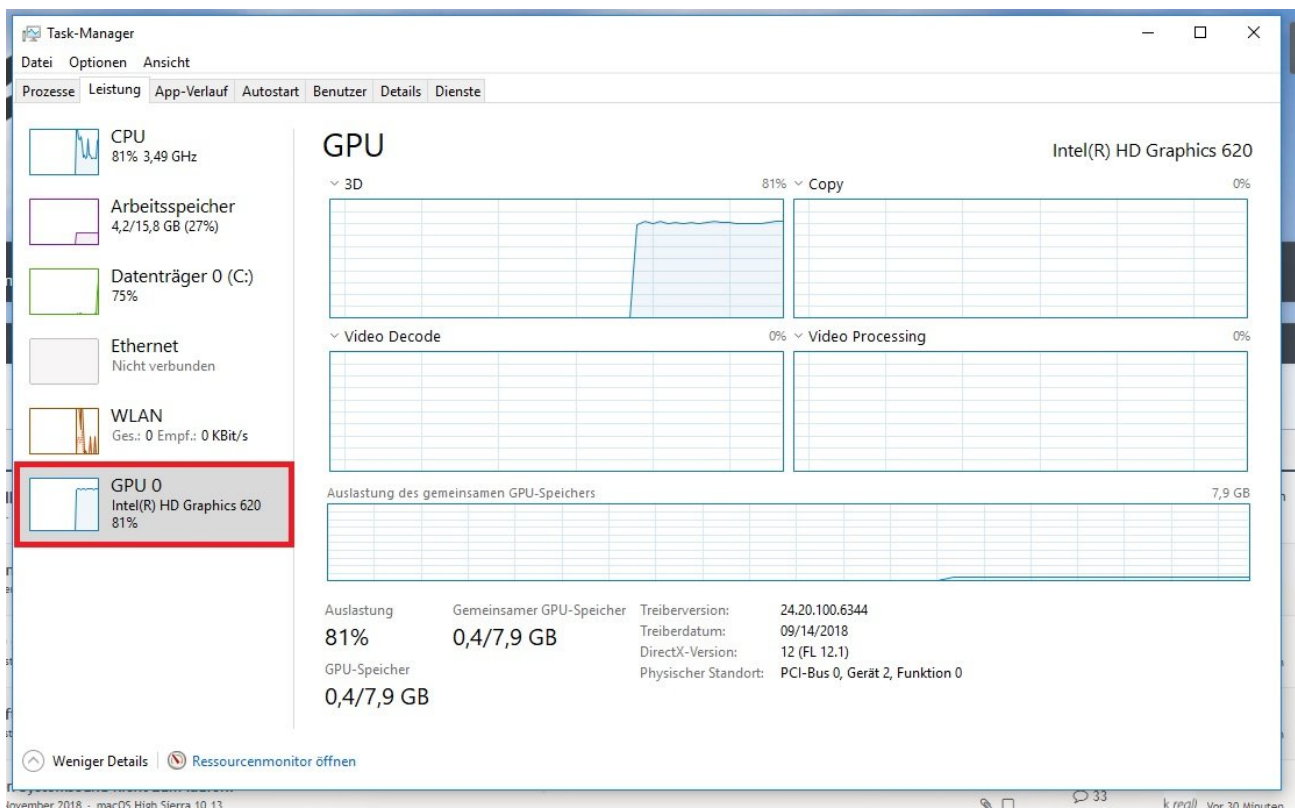 Task-Manager
Datei Optionen Ansicht
Prozesse Leistung App-Verlauf Autostart Benutzer Details Dienste
CPU
81% 3,49 GHz
Arbeitsspeicher
4,2/15,8 GB (27%)
Datenträger 0 (C:)
75%
Ethernet
Nicht verbunden
WLAN
Ges.: 0 Empf.: 0 KBit/s
GPU 0
Intel(R) HD Graphics 620
81%
GPU
Intel(R) HD Graphics 620
3D 81%
Copy 0%
Video Decode 0%
Video Processing 0%
Auslastung des gemeinsamen GPU-Speichers 7,9 GB
Auslastung
81%
Gemeinsamer GPU-Speicher
0,4/7,9 GB
GPU-Speicher
0,4/7,9 GB
Treiberversion: 24.20.100.6344
Treiberdatum: 09/14/2018
DirectX-Version: 12 (FL 12.1)
Physischer Standort: PCI-Bus 0, Gerät 2, Funktion 0
Weniger Details Ressourcenmonitor öffnen
November 2018 - macOS High Sierra 10.13
33
Vor 30 Minuten